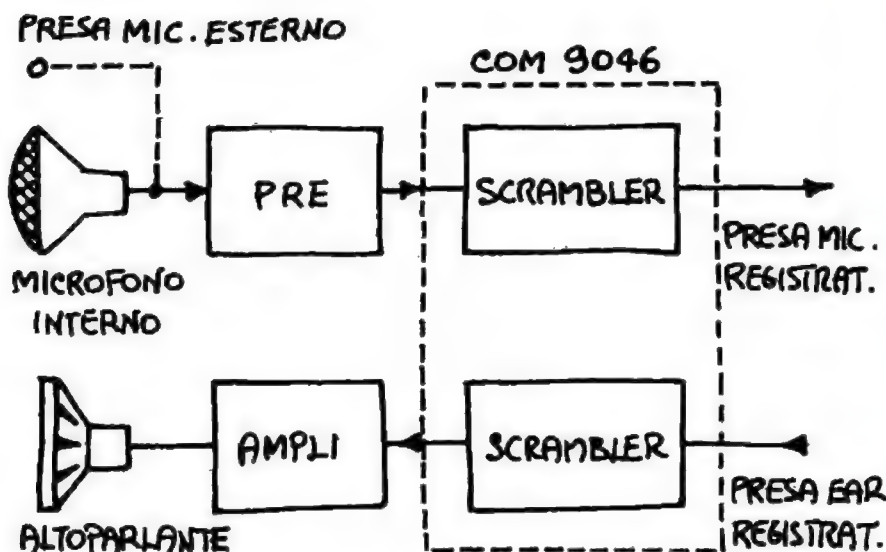 PRESA MIC. ESTERNO
COM 9046
PRE
SCRAMBLER
PRESA MIC.
REGISTRAT.
MICROFONO
INTERNO
AMPLI
SCRAMBLER
PRESA EAR
REGISTRAT.
ALTOPARLANTE